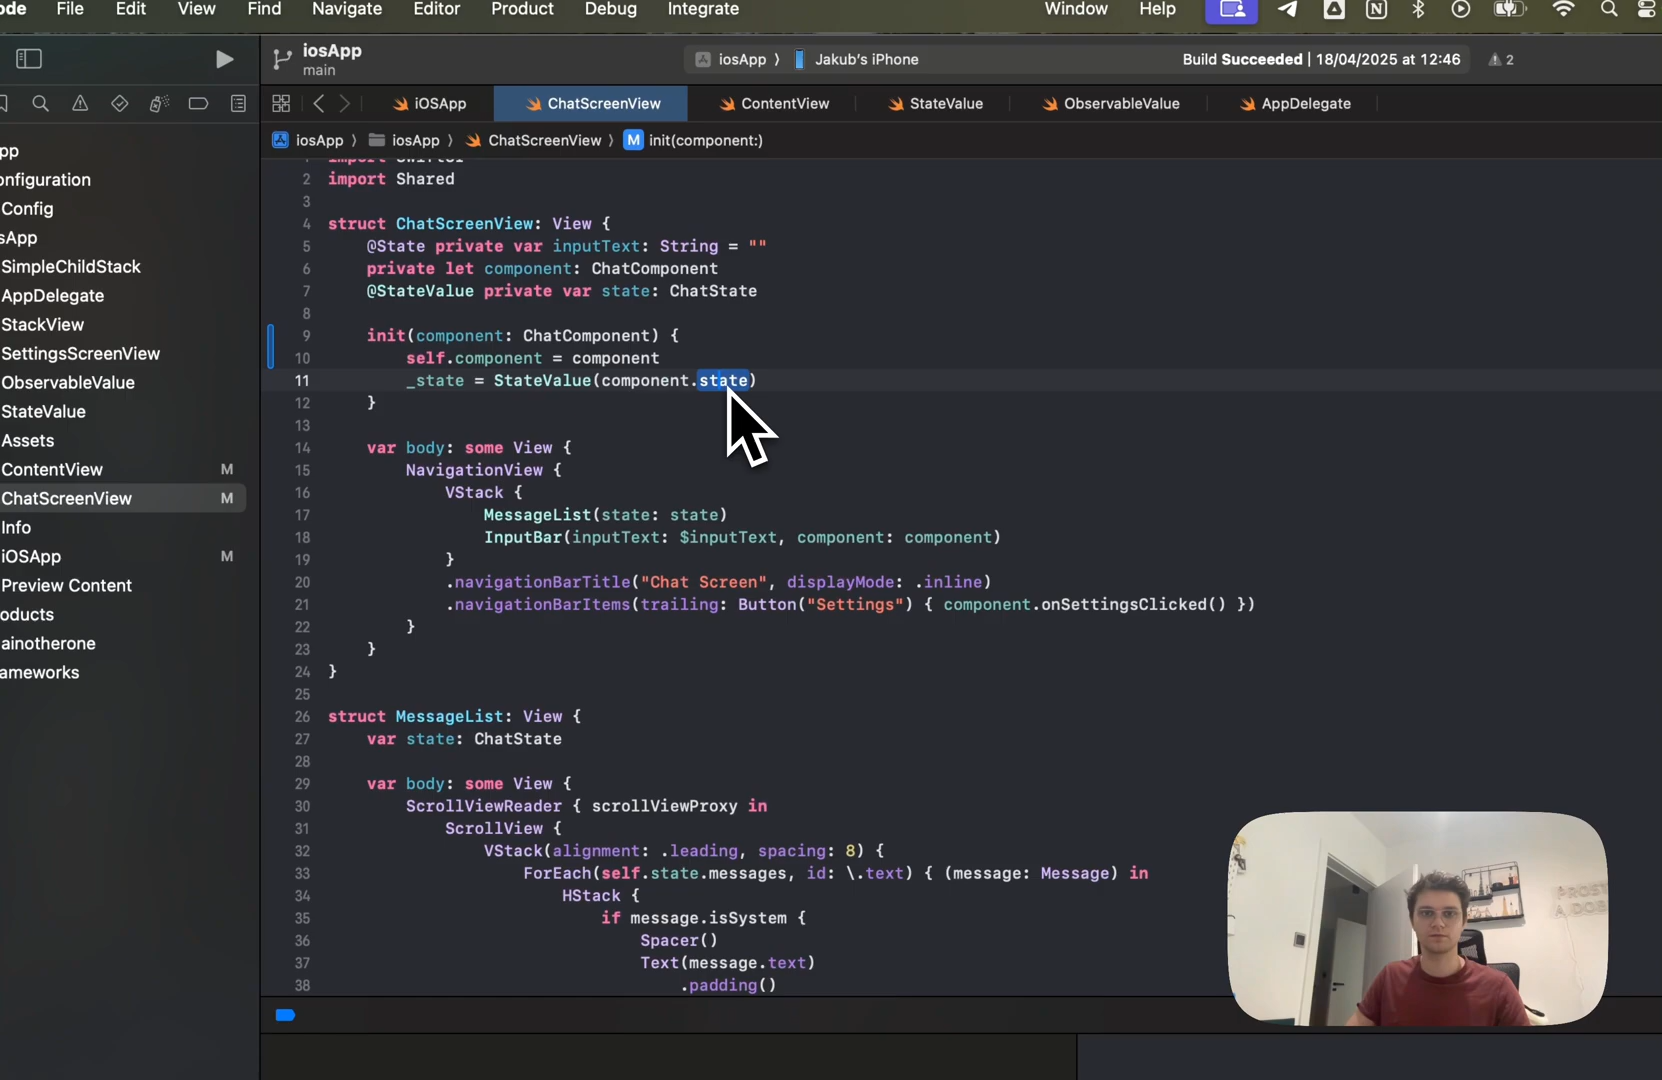 ode File Edit View Find Navigate Editor Product Debug Integrate Window Help
iosApp
main
iosApp 〉 Jakub's iPhone
Build Succeeded | 18/04/2025 at 12:46
2
iOSApp ChatScreenView ContentView StateValue ObservableValue AppDelegate
iosApp 〉 iosApp 〉 ChatScreenView 〉 M init(component:)
pp
onfiguration
Config
sApp
SimpleChildStack
AppDelegate
StackView
SettingsScreenView
ObservableValue
StateValue
Assets
ContentView M
ChatScreenView M
Info
iOSApp M
Preview Content
oducts
ainotherone
ameworks
2 import Shared
3
4 struct ChatScreenView: View {
5 @State private var inputText: String = ""
6 private let component: ChatComponent
7 @StateValue private var state: ChatState
8
9 init(component: ChatComponent) {
10 self.component = component
11 _state = StateValue(component.state)
12 }
13
14 var body: some View {
15 NavigationView {
16 VStack {
17 MessageList(state: state)
18 InputBar(inputText: $inputText, component: component)
19 }
20 .navigationBarTitle("Chat Screen", displayMode: .inline)
21 .navigationBarItems(trailing: Button("Settings") { component.onSettingsClicked() })
22 }
23 }
24 }
25
26 struct MessageList: View {
27 var state: ChatState
28
29 var body: some View {
30 ScrollViewReader { scrollViewProxy in
31 ScrollView {
32 VStack(alignment: .leading, spacing: 8) {
33 ForEach(self.state.messages, id: \.text) { (message: Message) in
34 HStack {
35 if message.isSystem {
36 Spacer()
37 Text(message.text)
38 .padding()